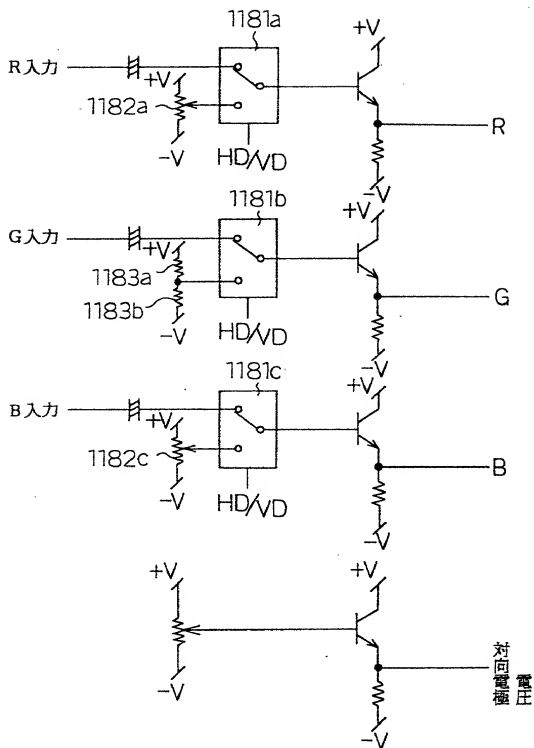 1181a
+V
R入力
+V
1182a
R
-V
HD/VD
-V
1181b
+V
G入力
+V
1183a
1183b
G
-V
HD/VD
-V
1181c
+V
B入力
+V
1182c
B
-V
HD/VD
-V
+V
+V
-V
対向電極
電圧
-V